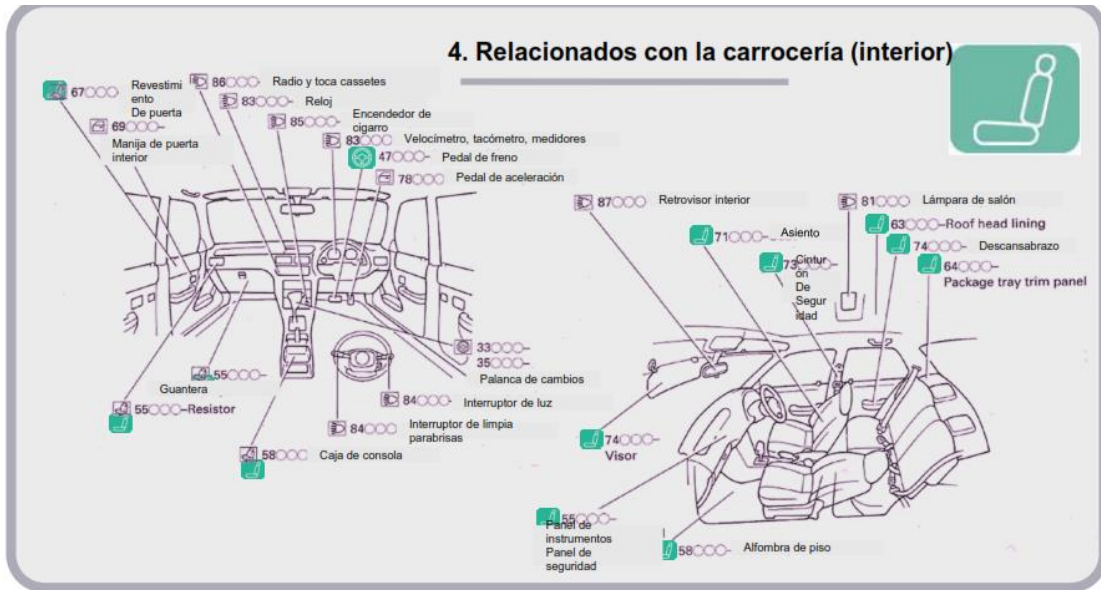 4. Relacionados con la carrocería (interior)
67○○○ Revestimi
ento
De puerta
86○○○ Radio y toca cassetes
83○○○- Reloj
69○○○-
Manija de puerta
interior
85○○○- Encendedor de
cigarro
83○○○ Velocímetro, tacómetro, medidores
47○○○- Pedal de freno
78○○○ Pedal de aceleración
33○○○-
35○○○-
Palanca de cambios
55○○○-
Guantera
55○○○-Resistor
84○○○- Interruptor de luz
84○○○ Interruptor de limpia
parabrisas
58○○○ Caja de consola
87○○○ Retrovisor interior
81○○○ Lámpara de salón
63○○○-Roof head lining
71○○○- Asiento
74○○○- Descansabrazo
73○○○-
Cintur
ón
De
Segur
idad
64○○○-
Package tray trim panel
74○○○-
Visor
55○○○-
Panel de
instrumentos
Panel de
seguridad
58○○○- Alfombra de piso